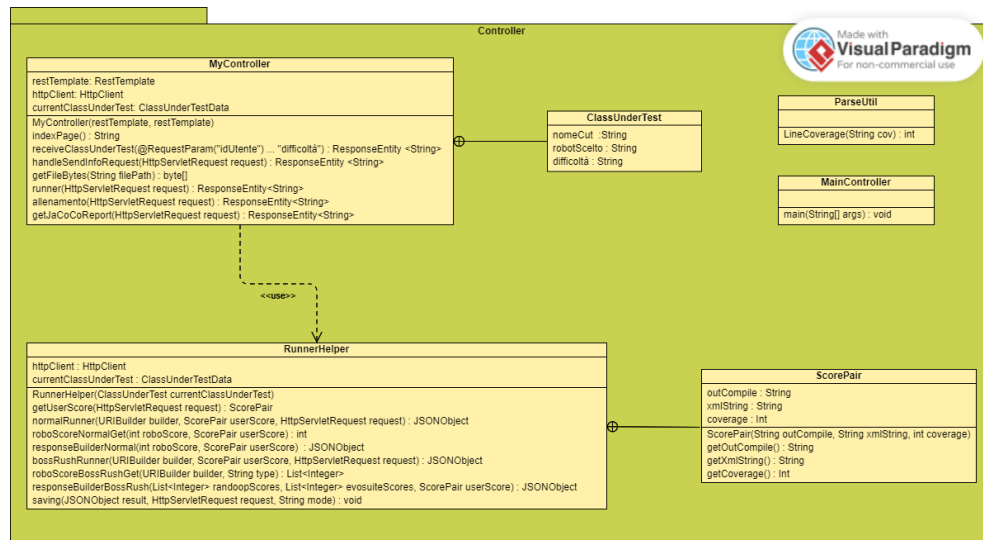 Controller
Made with
Visual Paradigm
For non-commercial use
MyController
restTemplate: RestTemplate
httpClient: HttpClient
currentClassUnderTest: ClassUnderTestData
MyController(restTemplate, restTemplate)
indexPage() : String
receiveClassUnderTest(@RequestParam("idUtente") ... "difficoltà") : ResponseEntity <String>
handleSendInfoRequest(HttpServletRequest request) : ResponseEntity <String>
getFileBytes(String filePath) : byte[]
runner(HttpServletRequest request) : ResponseEntity<String>
allenamento(HttpServletRequest request) : ResponseEntity<String>
getJaCoCoReport(HttpServletRequest request) : ResponseEntity<String>
ClassUnderTest
nomeCut :String
robotScelto : String
difficoltà : String
ParseUtil
LineCoverage(String cov) : int
MainController
main(String[] args) : void
<<use>>
RunnerHelper
httpClient : HttpClient
currentClassUnderTest : ClassUnderTestData
RunnerHelper(ClassUnderTest currentClassUnderTest)
getUserScore(HttpServletRequest request) : ScorePair
normalRunner(URIBuilder builder, ScorePair userScore, HttpServletRequest request) : JSONObject
roboScoreNormalGet(int roboScore, ScorePair userScore) : int
responseBuilderNormal(int roboScore, ScorePair userScore) : JSONObject
bossRushRunner(URIBuilder builder, ScorePair userScore, HttpServletRequest request) : JSONObject
roboScoreBossRushGet(URIBuilder builder, String type) : List<Integer>
responseBuilderBossRush(List<Integer> randoopScores, List<Integer> evosuiteScores, ScorePair userScore) : JSONObject
saving(JSONObject result, HttpServletRequest request, String mode) : void
ScorePair
outCompile : String
xmlString : String
coverage : Int
ScorePair(String outCompile, String xmlString, int coverage)
getOutCompile() : String
getXmlString() : String
getCoverage() : Int